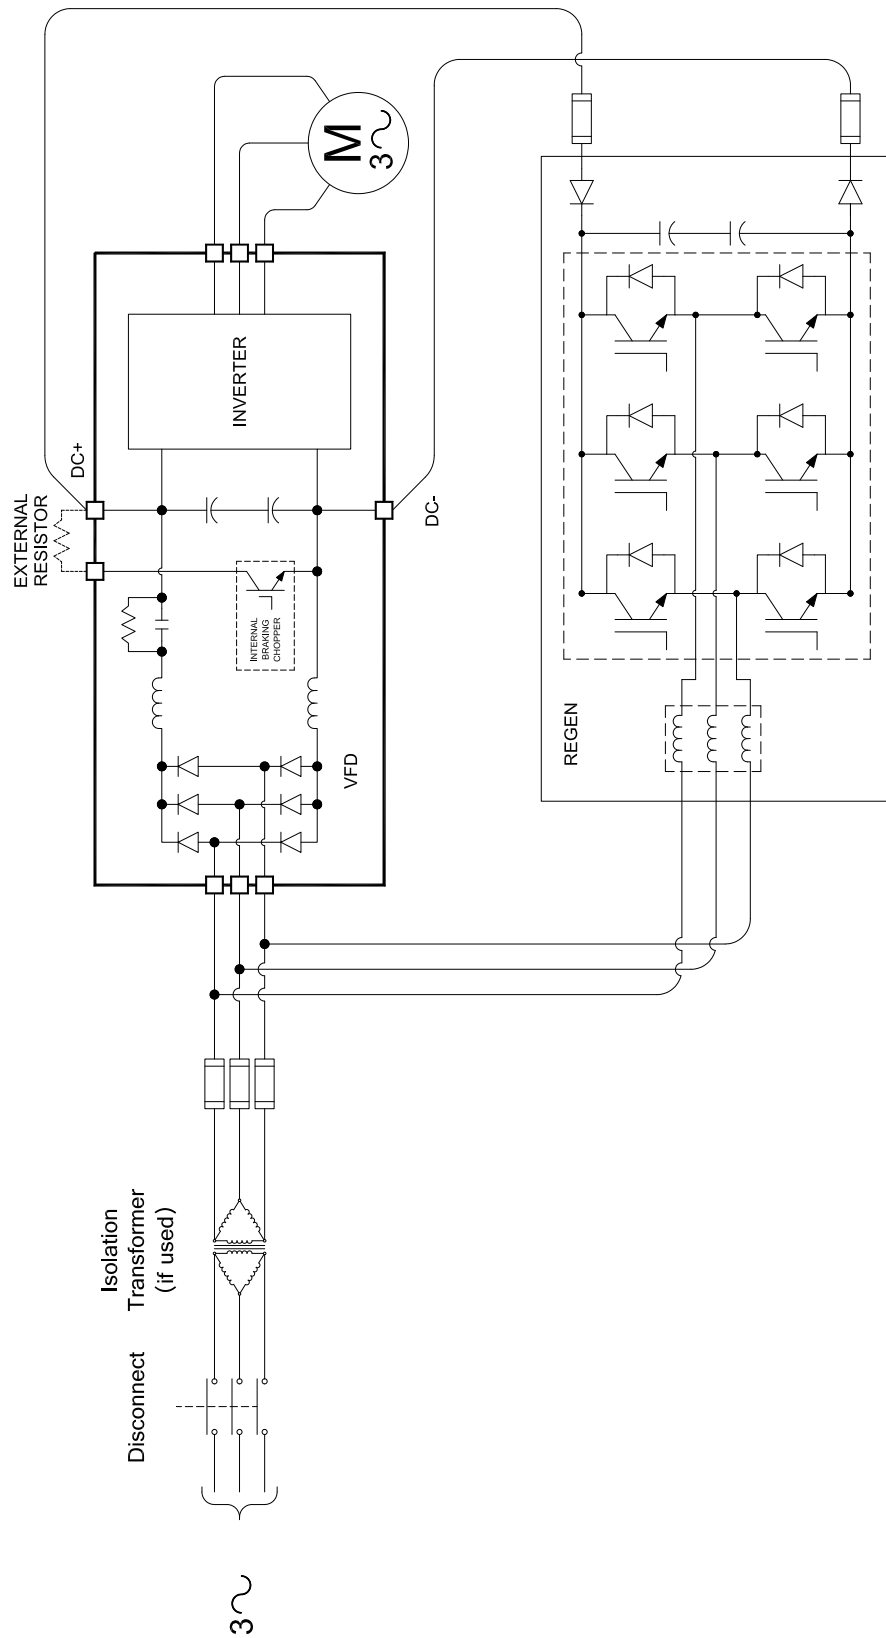 3
Disconnect
Isolation
Transformer
(if used)
VFD
INTERNAL
BRAKING
CHOPPER
EXTERNAL
RESISTOR
DC+
DC-
INVERTER
M
3
REGEN